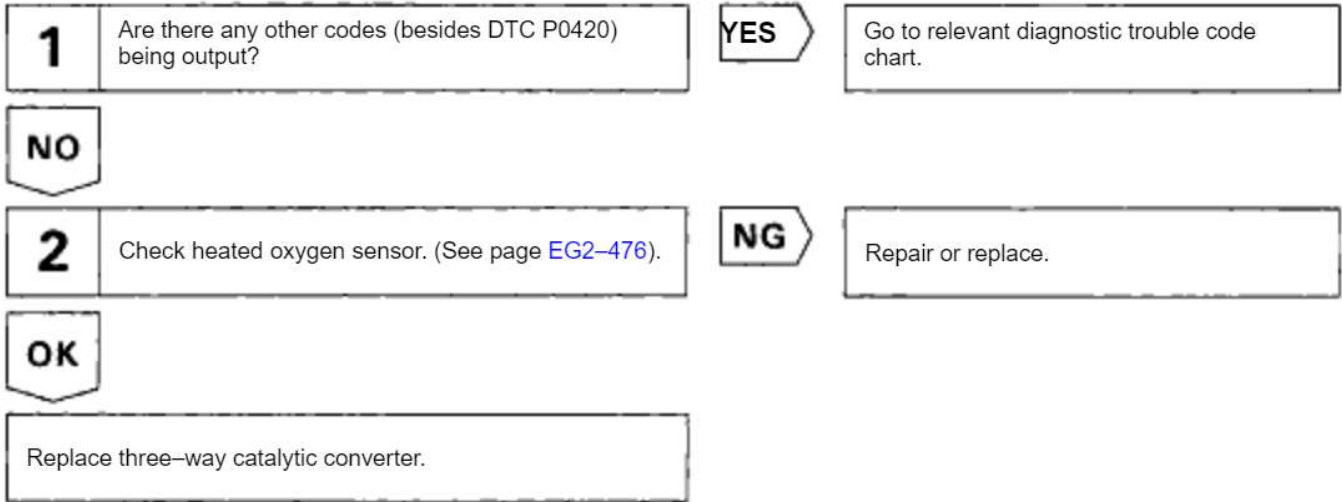 1
Are there any other codes (besides DTC P0420)
being output?
YES
Go to relevant diagnostic trouble code
chart.
NO
2
Check heated oxygen sensor. (See page EG2–476).
NG
Repair or replace.
OK
Replace three–way catalytic converter.